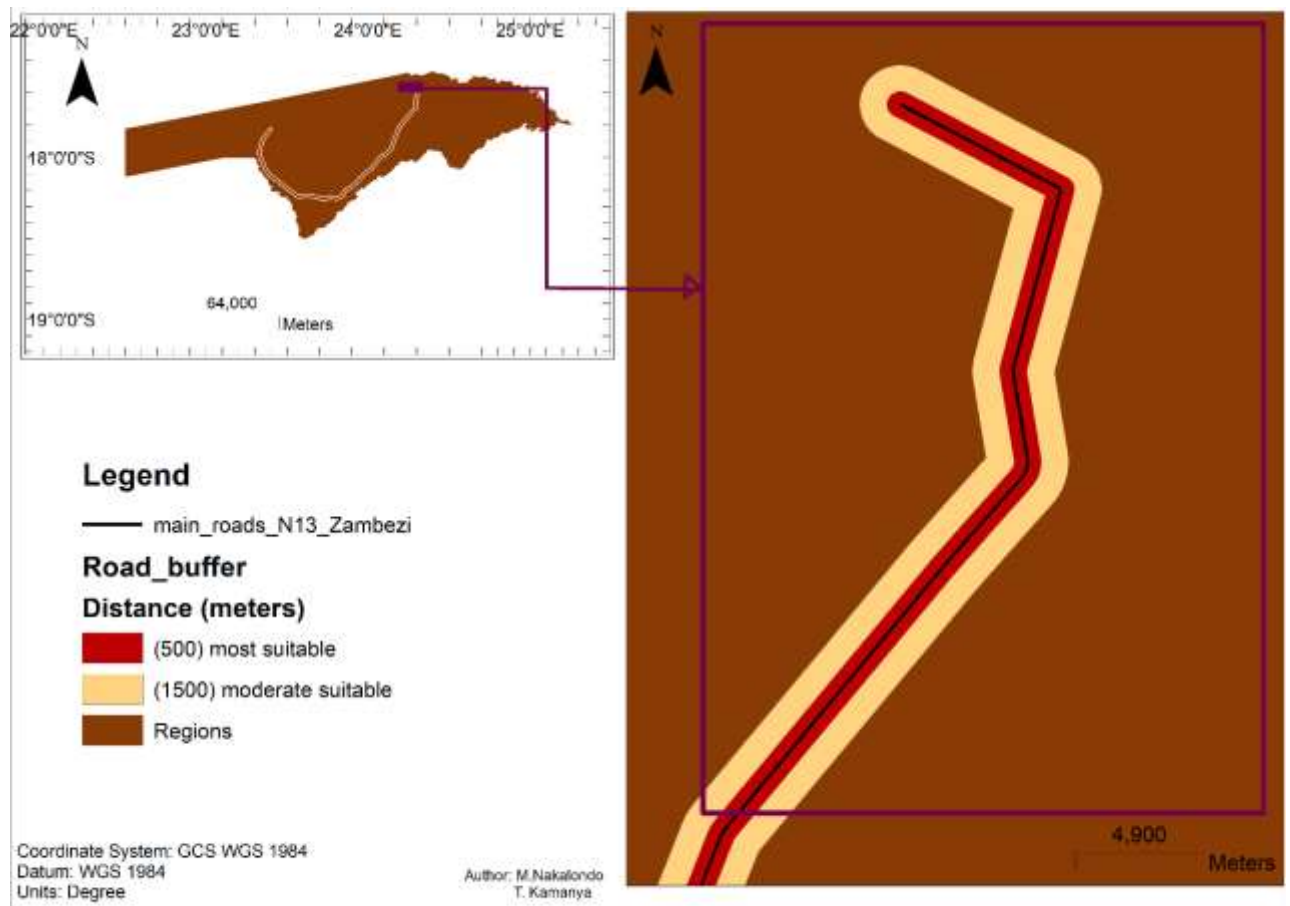 22°0'0"E 23°0'0"E 24°0'0"E 25°0'0"E
N
18°0'0"S
64,000
Meters
19°0'0"S
Legend
main_roads_N13_Zambezi
Road_buffer
Distance (meters)
(500) most suitable
(1500) moderate suitable
Regions
Coordinate System: GCS WGS 1984
Datum: WGS 1984
Units: Degree
Author: M.Nakalondo
T. Kamanya
N
4,900
Meters